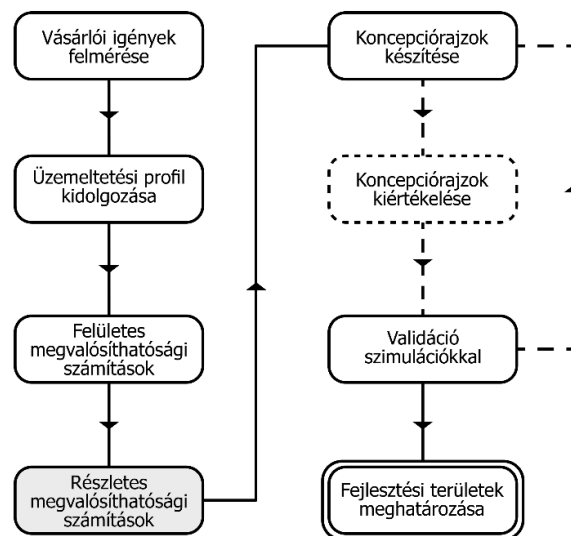 Vásárlói igények
felmérése
Üzemeltetési profil
kidolgozása
Felületes
megvalósíthatósági
számítások
Részletes
megvalósíthatósági
számítások
Koncepciórajzok
készítése
Koncepciórajzok
kiértékelése
Validáció
szimulációkkal
Fejlesztési területek
meghatározása